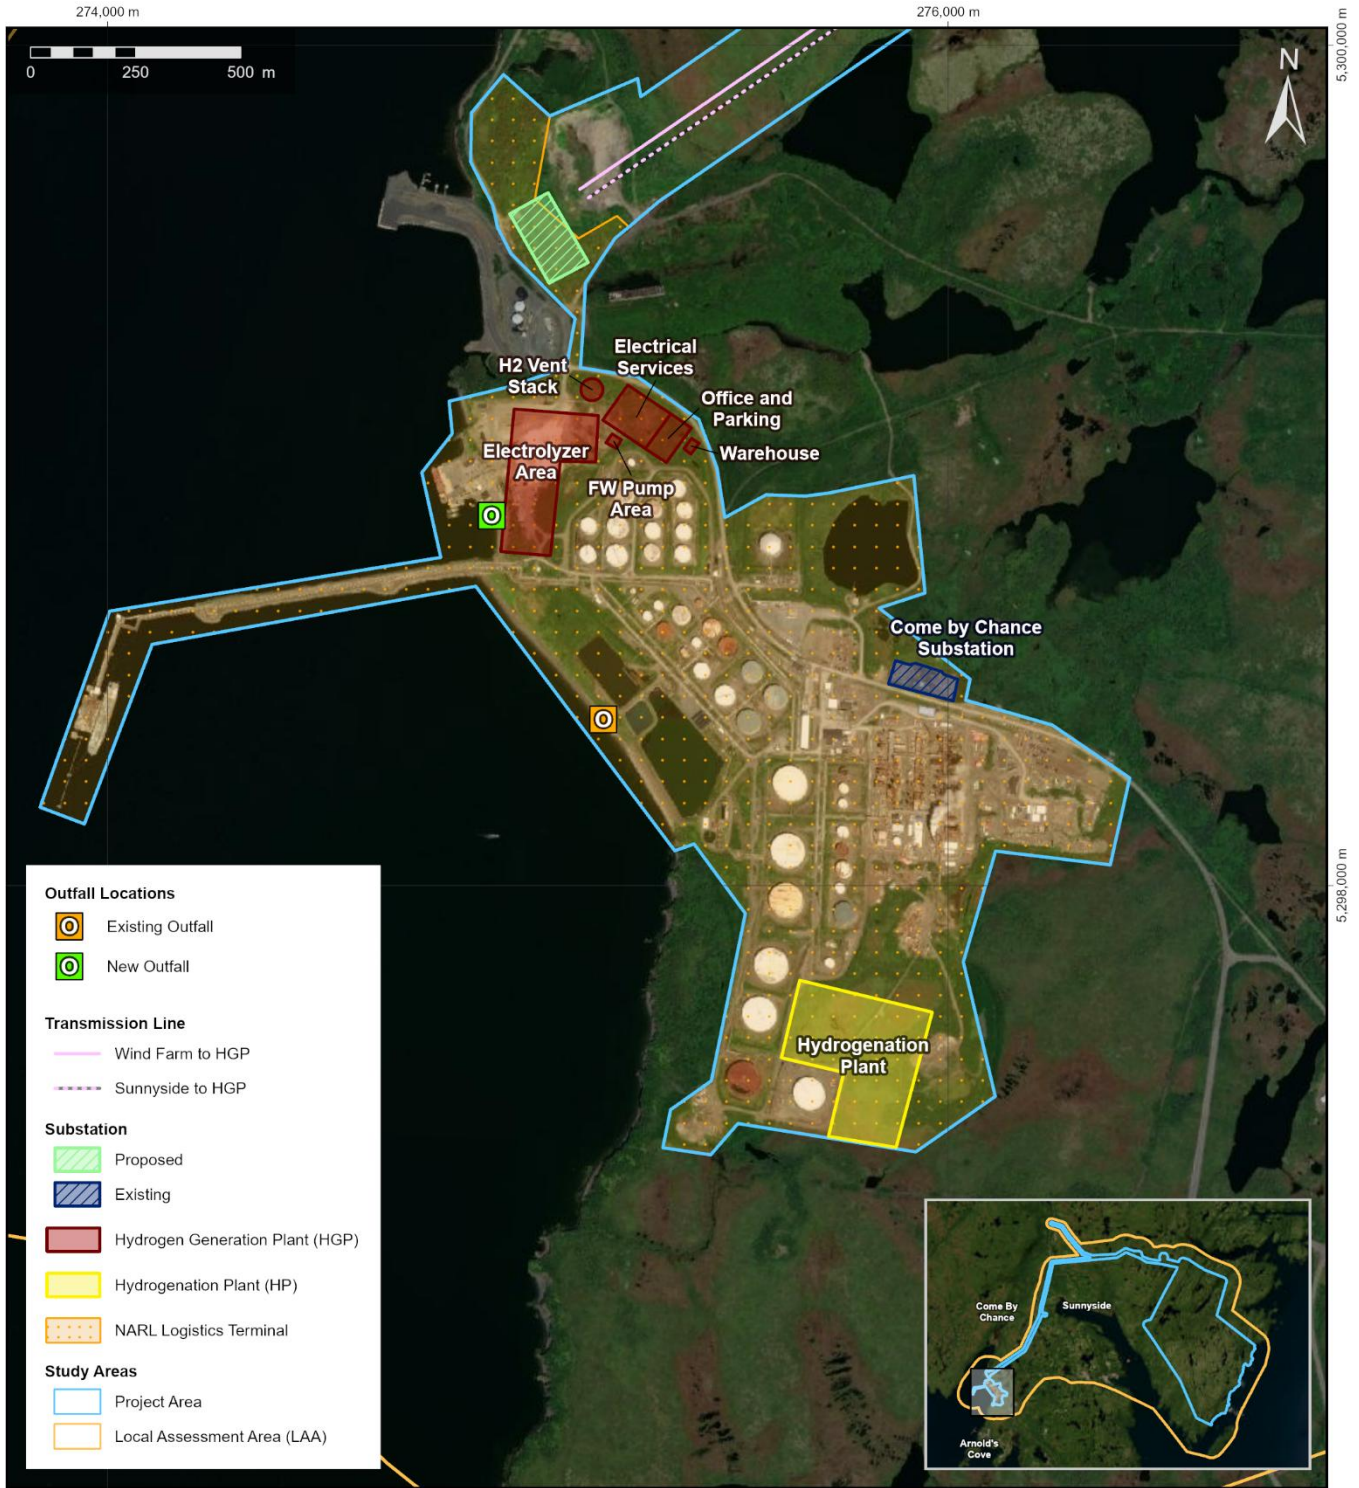 274,000 m
276,000 m
5,300,000 m
0 250 500 m
N
Electrical
Services
H2 Vent
Stack
Office and
Parking
Electrolyzer
Area
Warehouse
FW Pump
Area
O
Come by Chance
Substation
O
5,298,000 m
Outfall Locations
O Existing Outfall
O New Outfall
Transmission Line
Wind Farm to HGP
Sunnyside to HGP
Substation
Proposed
Existing
Hydrogen Generation Plant (HGP)
Hydrogenation Plant (HP)
NARL Logistics Terminal
Study Areas
Project Area
Local Assessment Area (LAA)
Hydrogenation
Plant
Come By
Chance
Sunnyside
Arnold's
Cove